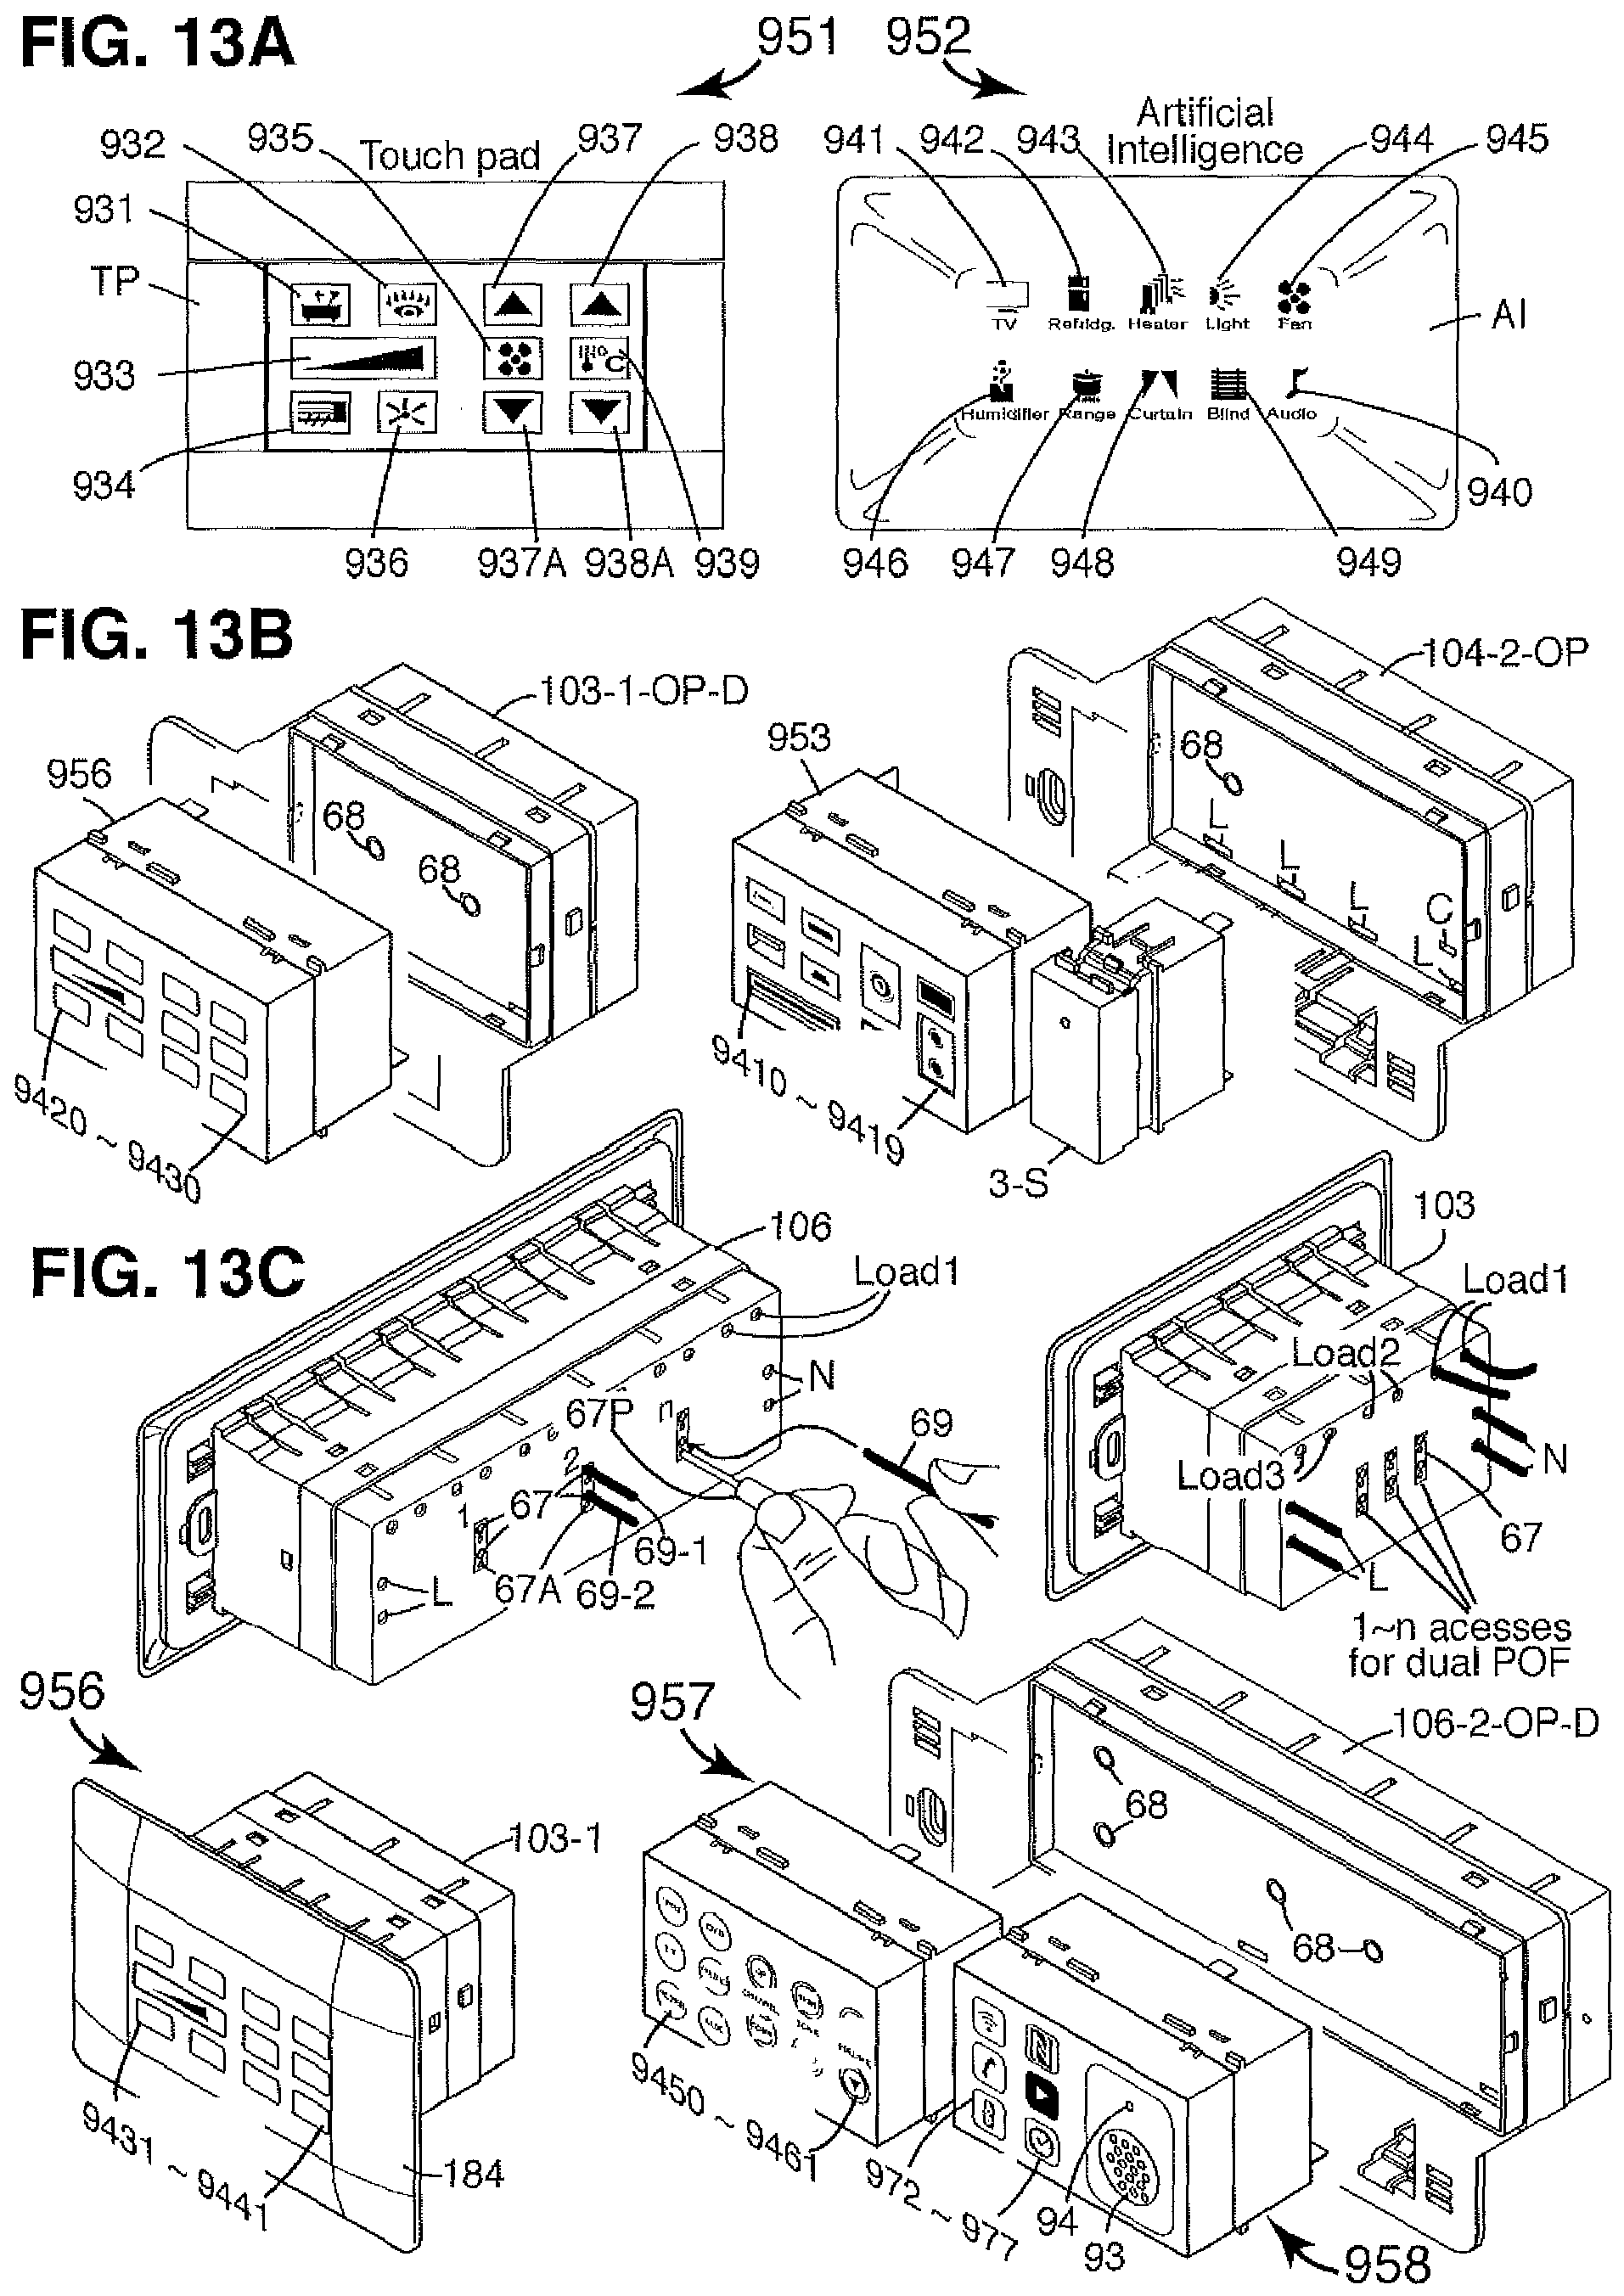 FIG. 13A
951 952
932 935 Touch pad 937 938
941 942 943 Artificial Intelligence 944 945
931
TP
933
934
936 937A 938A 939
°C
TV Refridg. Heater Light Fan
AI
Humidifier Range Curtain Blind Audio
940
946 947 948 949
FIG. 13B
103-1-OP-D
956
68
68
9420 ~ 9430
104-2-OP
953
68
L
L
L
C
L
9410 ~ 9419
3-S
FIG. 13C
106
Load1
N
67P
n
69
2
67
1
69-1
67A 69-2
L
103
Load1
Load2
Load3
N
67
L
1~n acesses
for dual POF
956
103-1
9431 ~ 9441
184
957
106-2-OP-D
68
68
DVD
TV
9450 ~ 9461
972 ~ 977
94
93
958